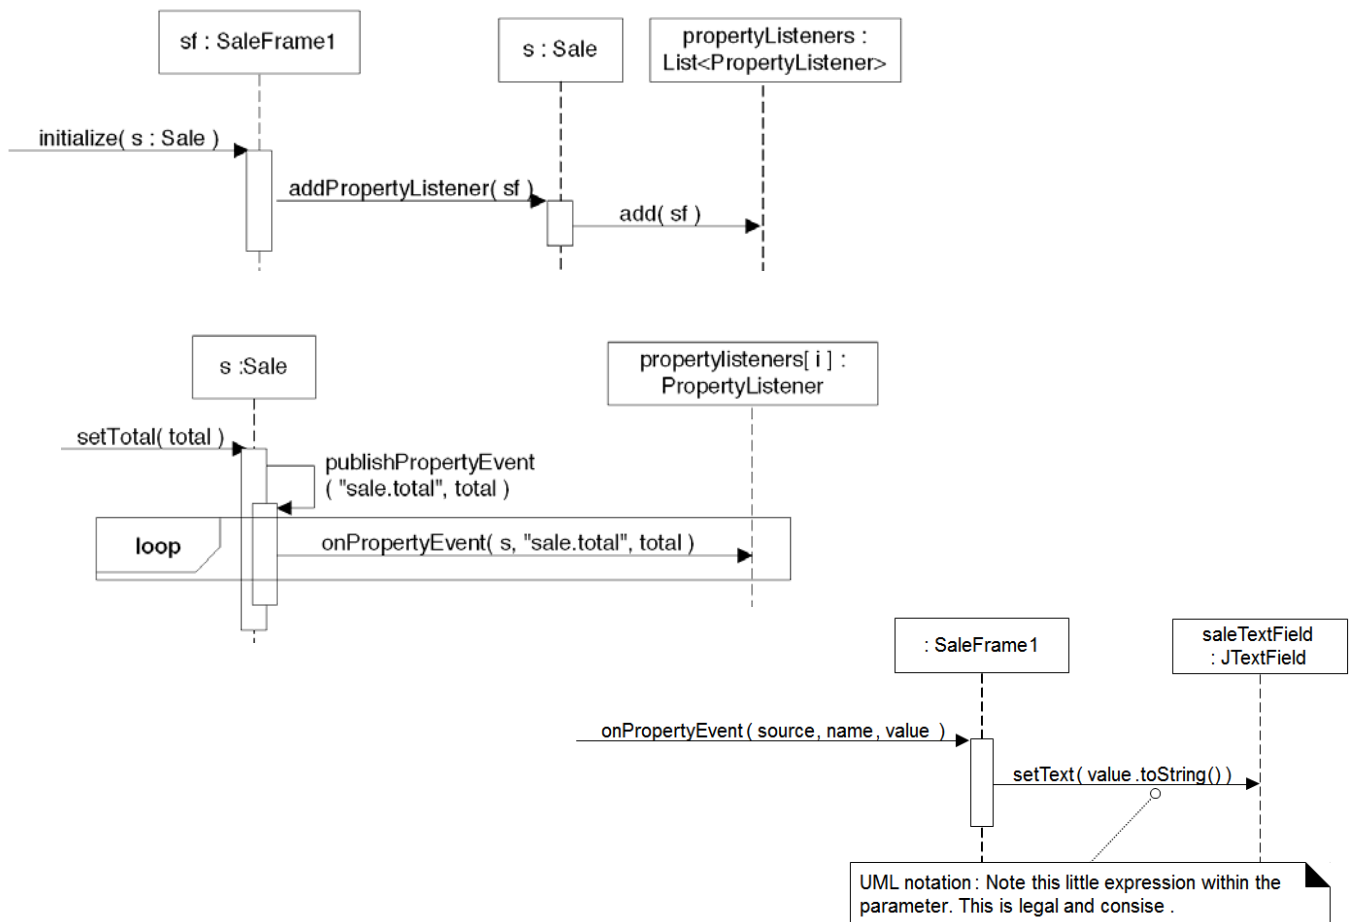 sf : SaleFrame1
s : Sale
propertyListeners :
List<PropertyListener>
initialize( s : Sale )
addPropertyListener( sf )
add( sf )
s :Sale
propertylisteners[ i ] :
PropertyListener
setTotal( total )
publishPropertyEvent
( "sale.total", total )
loop
onPropertyEvent( s, "sale.total", total )
: SaleFrame1
saleTextField
: JTextField
onPropertyEvent( source, name, value )
setText( value .toString() )
UML notation : Note this little expression within the
parameter. This is legal and consise .